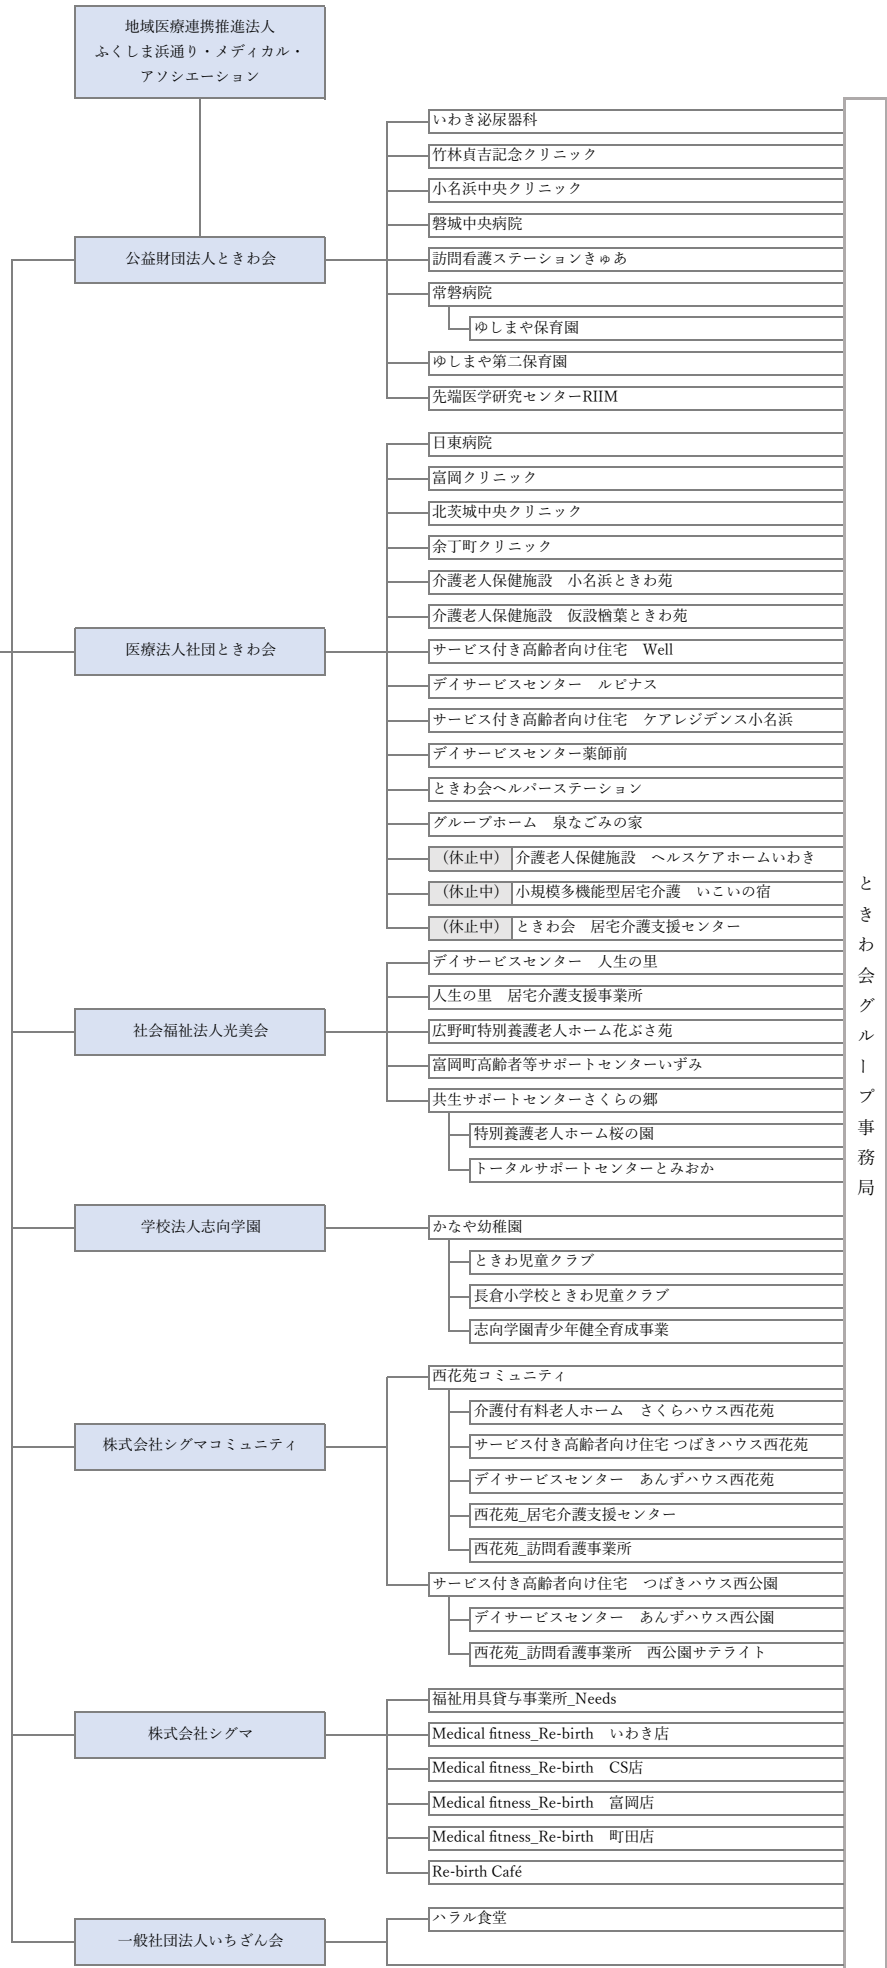 地域医療連携推進法人
ふくしま浜通り・メディカル・
アソシエーション
公益財団法人ときわ会
いわき泌尿器科
竹林貞吉記念クリニック
小名浜中央クリニック
磐城中央病院
訪問看護ステーションきゅあ
常磐病院
ゆしまや保育園
ゆしまや第二保育園
先端医学研究センターRIIM
医療法人社団ときわ会
日東病院
富岡クリニック
北茨城中央クリニック
余丁町クリニック
介護老人保健施設　小名浜ときわ苑
介護老人保健施設　仮設楢葉ときわ苑
サービス付き高齢者向け住宅　Well
デイサービスセンター　ルピナス
サービス付き高齢者向け住宅　ケアレジデンス小名浜
デイサービスセンター薬師前
ときわ会ヘルパーステーション
グループホーム　泉なごみの家
（休止中）介護老人保健施設　ヘルスケアホームいわき
（休止中）小規模多機能型居宅介護　いこいの宿
（休止中）ときわ会　居宅介護支援センター
社会福祉法人光美会
デイサービスセンター　人生の里
人生の里　居宅介護支援事業所
広野町特別養護老人ホーム花ぶさ苑
富岡町高齢者等サポートセンターいずみ
共生サポートセンターさくらの郷
特別養護老人ホーム桜の園
トータルサポートセンターとみおか
学校法人志向学園
かなや幼稚園
ときわ児童クラブ
長倉小学校ときわ児童クラブ
志向学園青少年健全育成事業
株式会社シグマコミュニティ
西花苑コミュニティ
介護付有料老人ホーム　さくらハウス西花苑
サービス付き高齢者向け住宅 つばきハウス西花苑
デイサービスセンター　あんずハウス西花苑
西花苑_居宅介護支援センター
西花苑_訪問看護事業所
サービス付き高齢者向け住宅　つばきハウス西公園
デイサービスセンター　あんずハウス西公園
西花苑_訪問看護事業所　西公園サテライト
株式会社シグマ
福祉用具貸与事業所_Needs
Medical fitness_Re-birth　いわき店
Medical fitness_Re-birth　CS店
Medical fitness_Re-birth　富岡店
Medical fitness_Re-birth　町田店
Re-birth Café
一般社団法人いちざん会
ハラル食堂
ときわ会グループ事務局